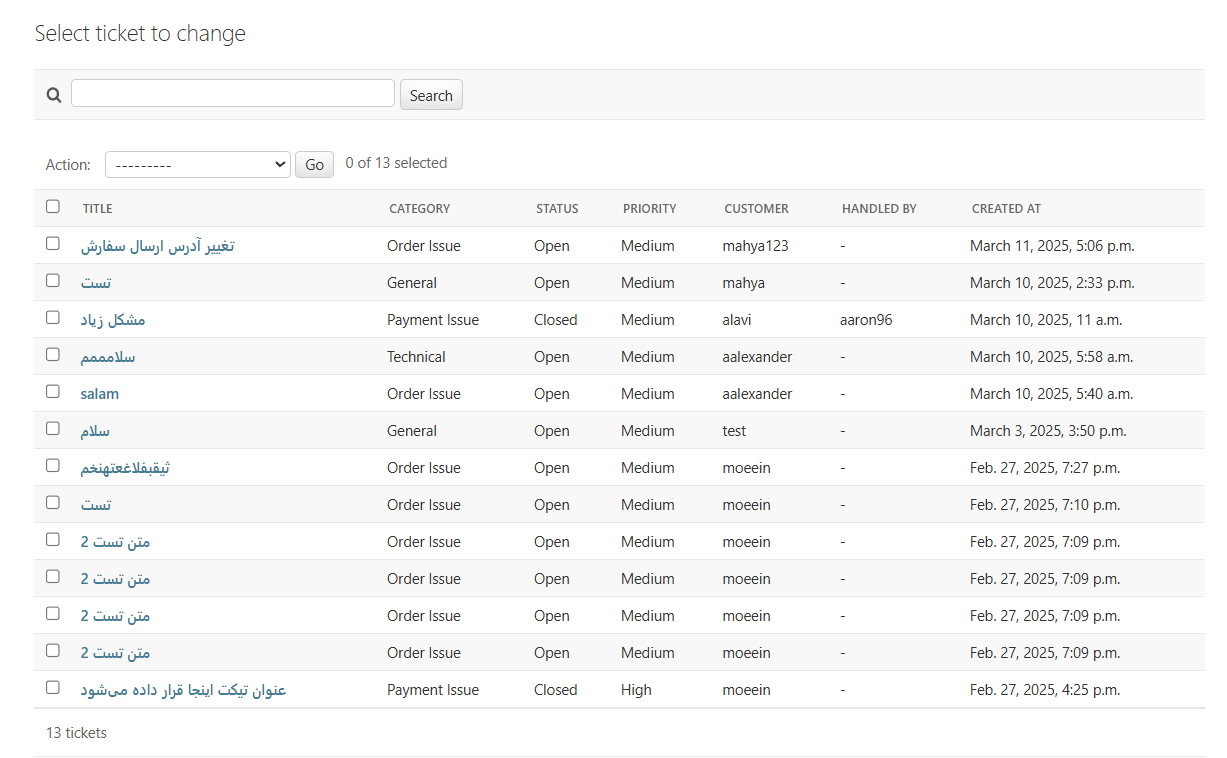 Select ticket to change
Search
Action: --------- Go 0 of 13 selected
TITLE CATEGORY STATUS PRIORITY CUSTOMER HANDLED BY CREATED AT
تغییر آدرس ارسال سفارش Order Issue Open Medium mahya123 - March 11, 2025, 5:06 p.m.
تست General Open Medium mahya - March 10, 2025, 2:33 p.m.
مشکل زیاد Payment Issue Closed Medium alavi aaron96 March 10, 2025, 11 a.m.
سلامممم Technical Open Medium aalexander - March 10, 2025, 5:58 a.m.
salam Order Issue Open Medium aalexander - March 10, 2025, 5:40 a.m.
سلام General Open Medium test - March 3, 2025, 3:50 p.m.
ثیقبفلاغعتهنخم Order Issue Open Medium moeein - Feb. 27, 2025, 7:27 p.m.
تست Order Issue Open Medium moeein - Feb. 27, 2025, 7:10 p.m.
متن تست 2 Order Issue Open Medium moeein - Feb. 27, 2025, 7:09 p.m.
متن تست 2 Order Issue Open Medium moeein - Feb. 27, 2025, 7:09 p.m.
متن تست 2 Order Issue Open Medium moeein - Feb. 27, 2025, 7:09 p.m.
متن تست 2 Order Issue Open Medium moeein - Feb. 27, 2025, 7:09 p.m.
عنوان تیکت اینجا قرار داده می‌شود Payment Issue Closed High moeein - Feb. 27, 2025, 4:25 p.m.
13 tickets